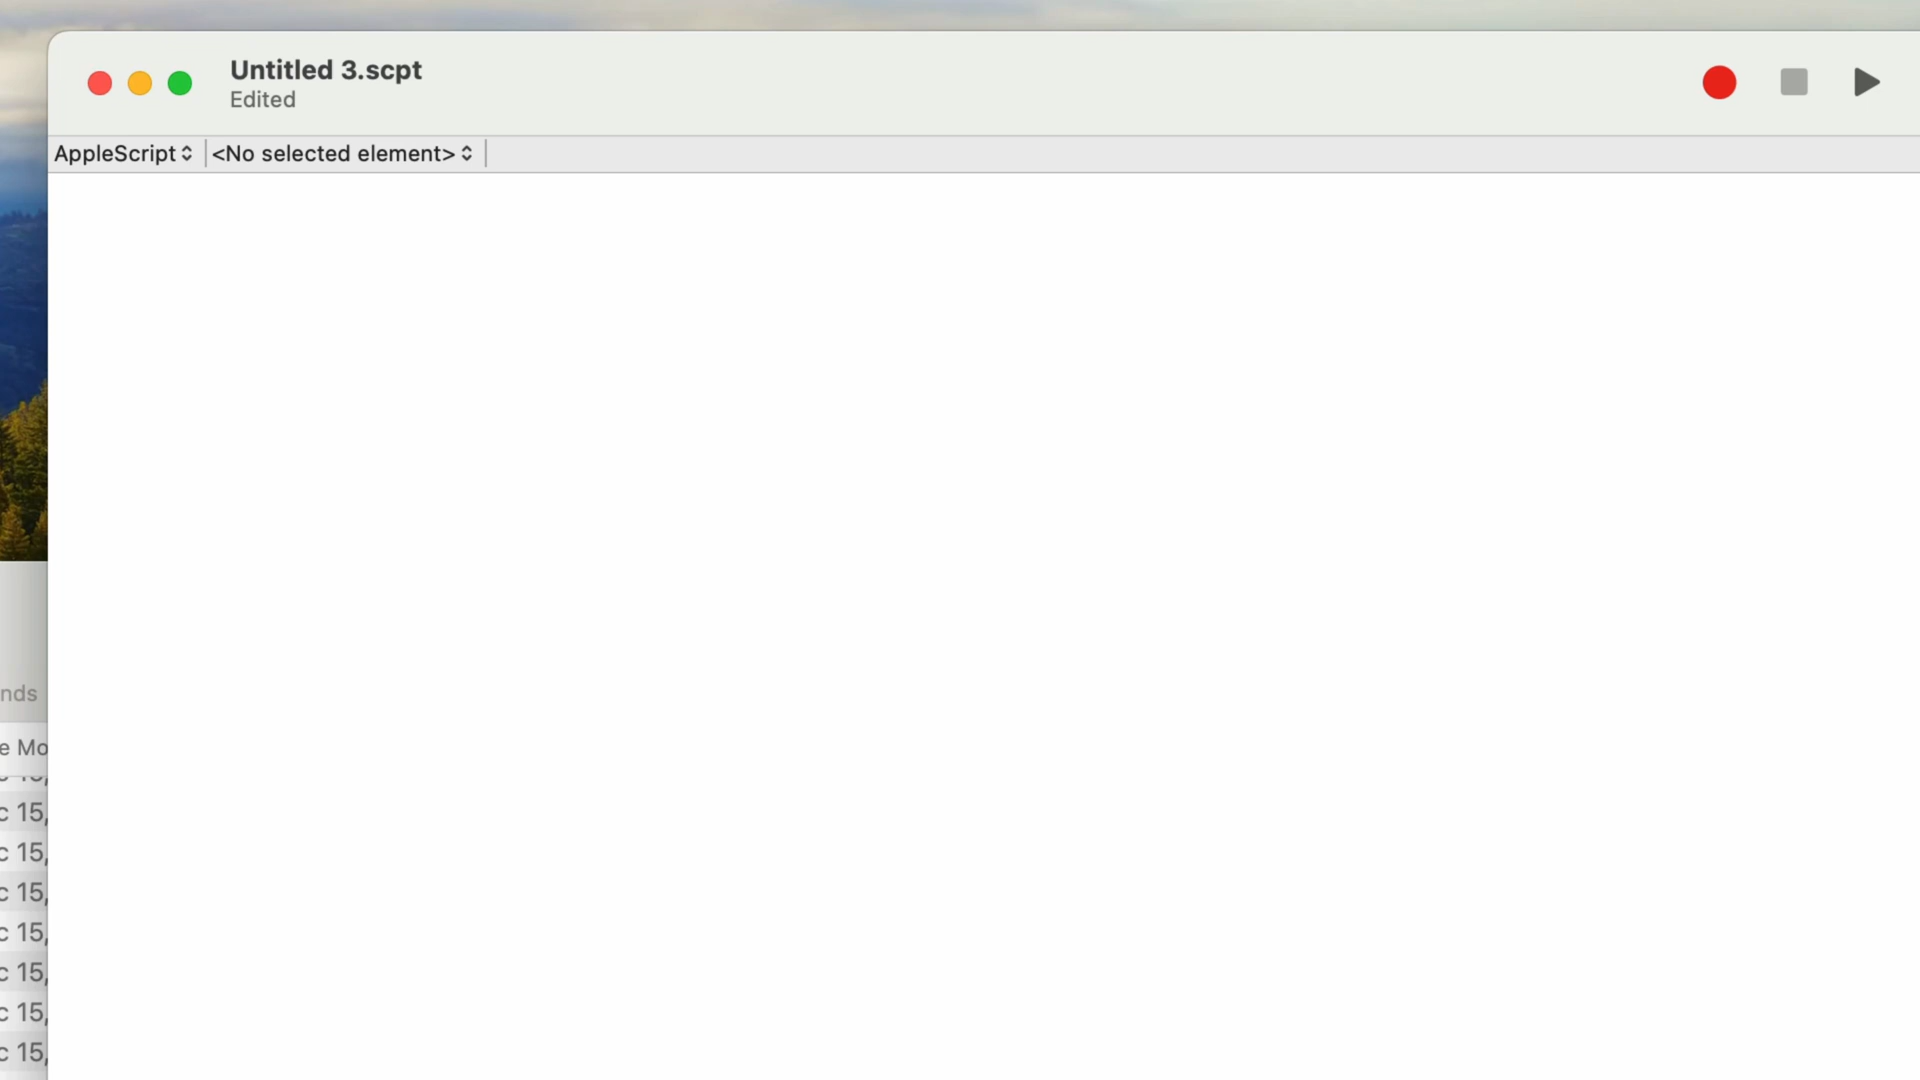 Untitled 3.scpt
Edited
AppleScript
<No selected element>
nds
e Mo
c 15,
c 15,
c 15,
c 15,
c 15,
c 15,
c 15,